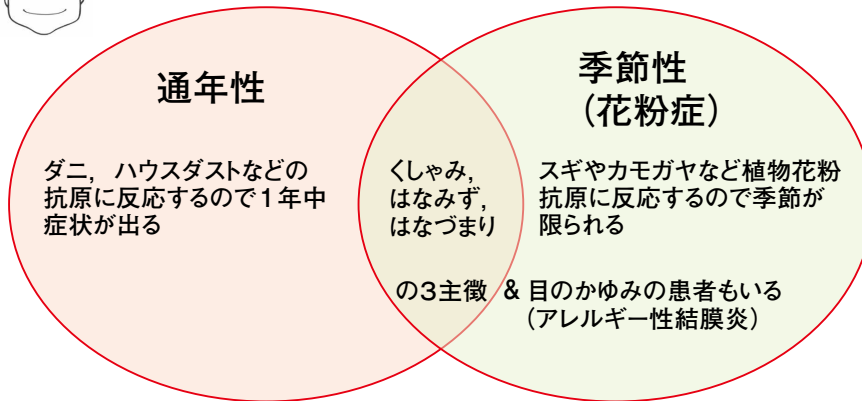 通年性
ダニ，ハウスダストなどの
抗原に反応するので１年中
症状が出る
くしゃみ，
はなみず，
はなづまり
の３主徴
季節性
（花粉症）
スギやカモガヤなど植物花粉
抗原に反応するので季節が
限られる
& 目のかゆみの患者もいる
（アレルギー性結膜炎）